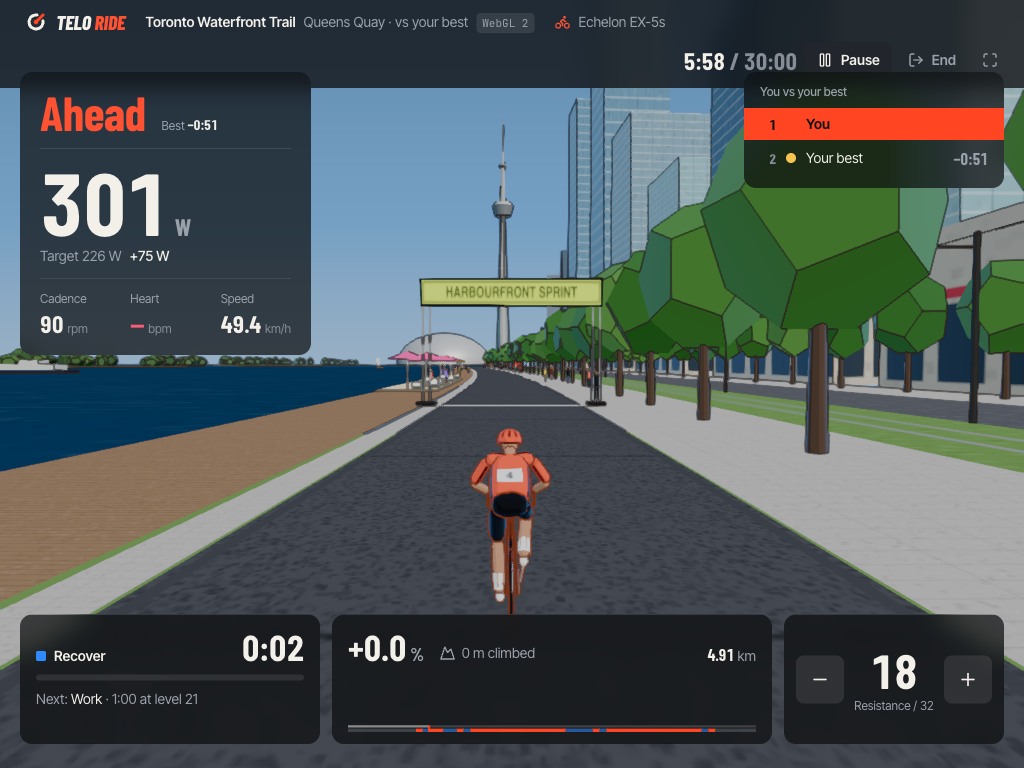 TELO RIDE Toronto Waterfront Trail Queens Quay · vs your best WebGL 2 Echelon EX-5s
5:58 / 30:00 Pause End
Ahead Best −0:51
301 W
Target 226 W +75 W
Cadence Heart Speed
90 rpm — bpm 49.4 km/h
You vs your best
1 You
2 Your best −0:51
HARBOURFRONT SPRINT
4
Recover 0:02
Next: Work · 1:00 at level 21
+0.0 % 0 m climbed 4.91 km
− 18 +
Resistance / 32